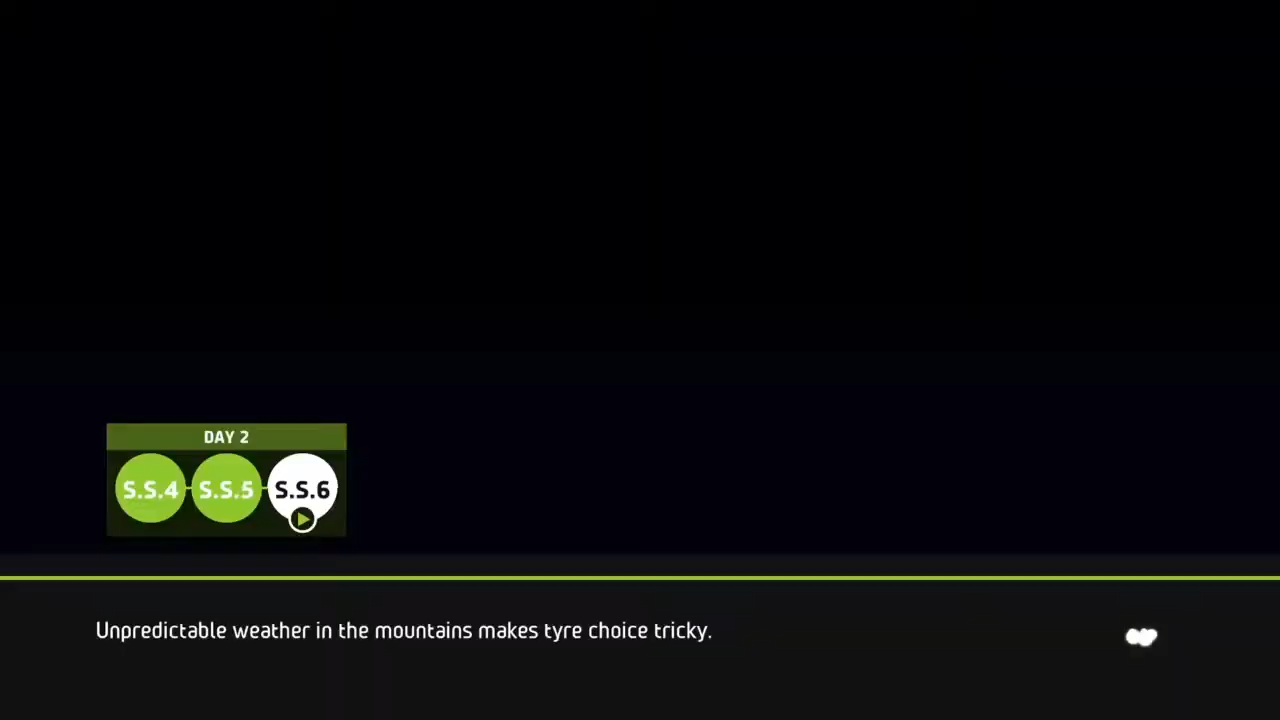 DAY 2
S.S.4 S.S.5 S.S.6
Unpredictable weather in the mountains makes tyre choice tricky.